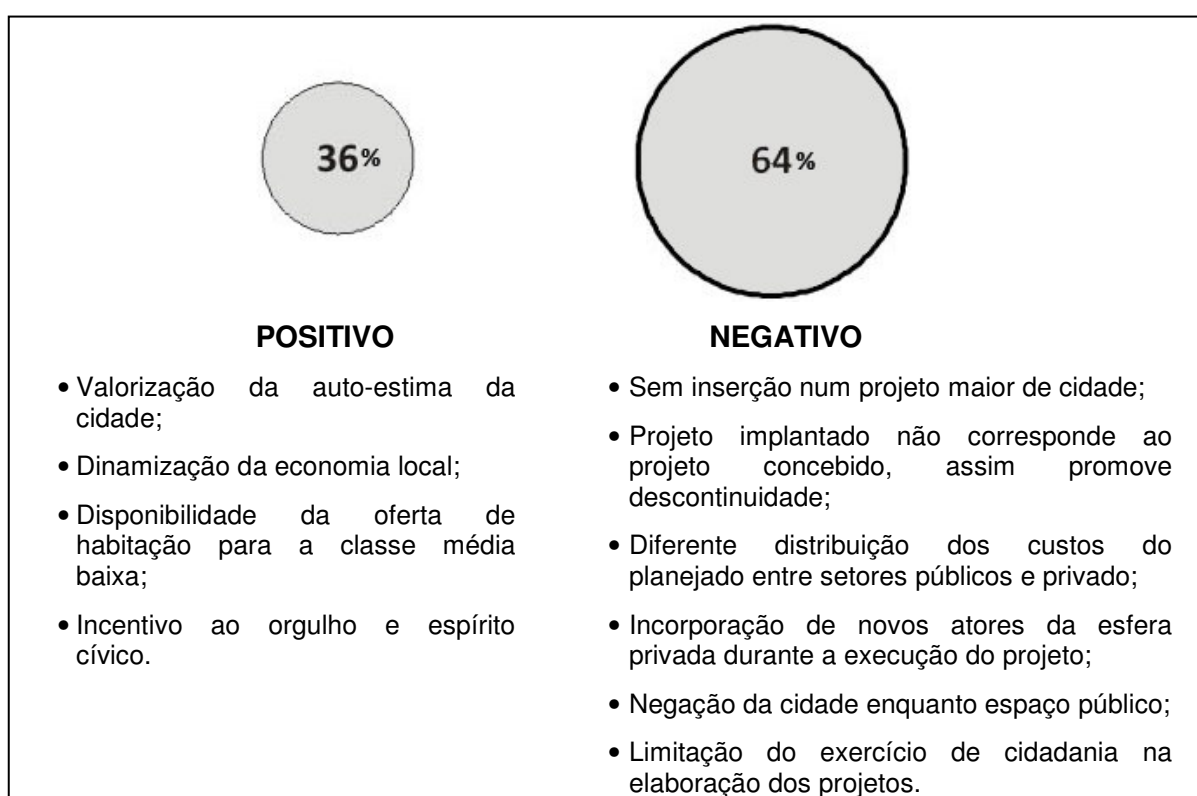 36%
64%
POSITIVO
• Valorização da auto-estima da
cidade;
• Dinamização da economia local;
• Disponibilidade da oferta de
habitação para a classe média
baixa;
• Incentivo ao orgulho e espírito
cívico.
NEGATIVO
• Sem inserção num projeto maior de cidade;
• Projeto implantado não corresponde ao
projeto concebido, assim promove
descontinuidade;
• Diferente distribuição dos custos do
planejado entre setores públicos e privado;
• Incorporação de novos atores da esfera
privada durante a execução do projeto;
• Negação da cidade enquanto espaço público;
• Limitação do exercício de cidadania na
elaboração dos projetos.